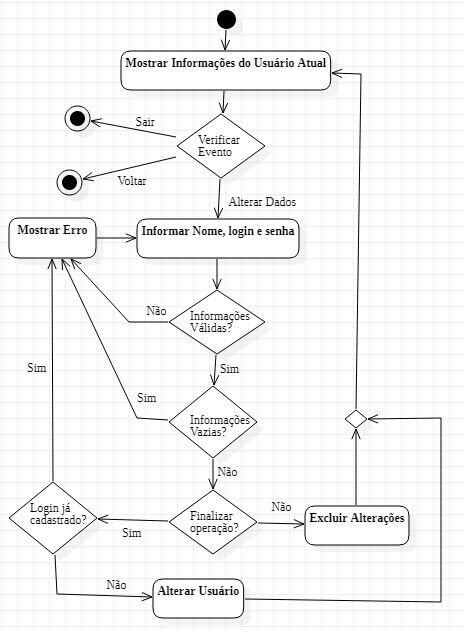 Mostrar Informações do Usuário Atual
Sair
Verificar
Evento
Voltar
Alterar Dados
Mostrar Erro
Informar Nome, login e senha
Não
Informações
Válidas?
Sim
Sim
Sim
Informações
Vazias?
Não
Login já
cadastrado?
Finalizar
operação?
Não
Excluir Alterações
Sim
Não
Alterar Usuário